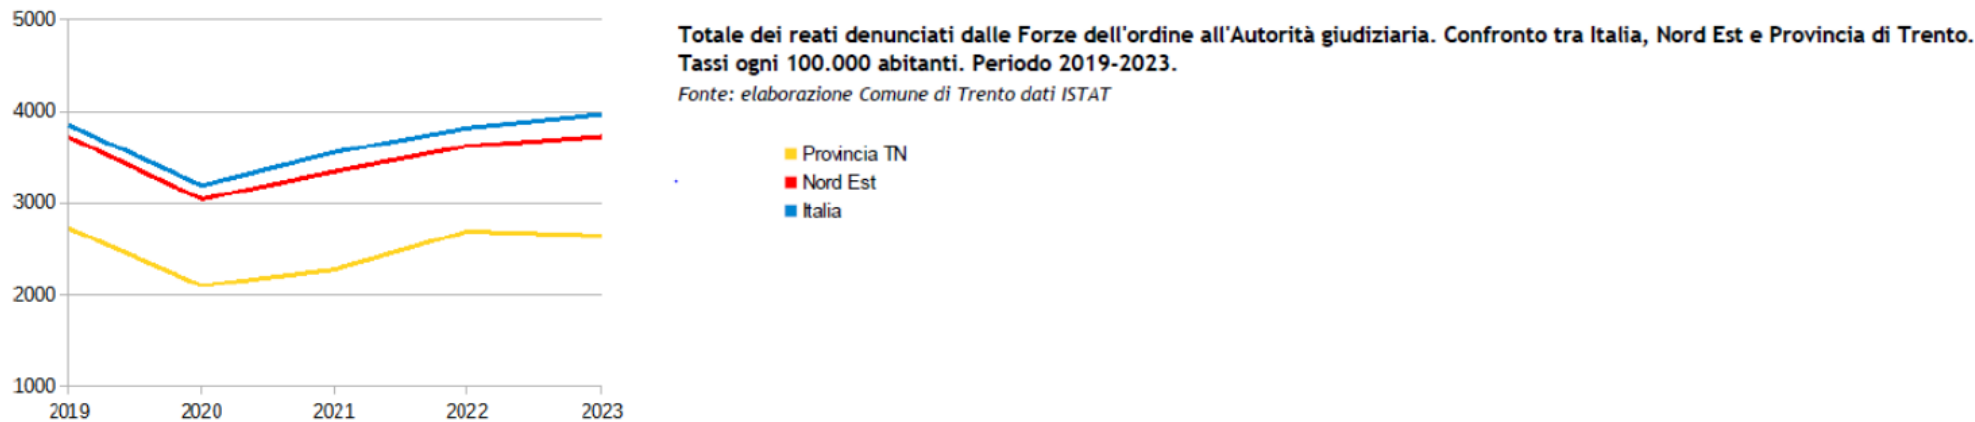 Totale dei reati denunciati dalle Forze dell'ordine all'Autorità giudiziaria. Confronto tra Italia, Nord Est e Provincia di Trento.
Tassi ogni 100.000 abitanti. Periodo 2019-2023.
Fonte: elaborazione Comune di Trento dati ISTAT
Provincia TN
Nord Est
Italia
5000
4000
3000
2000
1000
2019 2020 2021 2022 2023